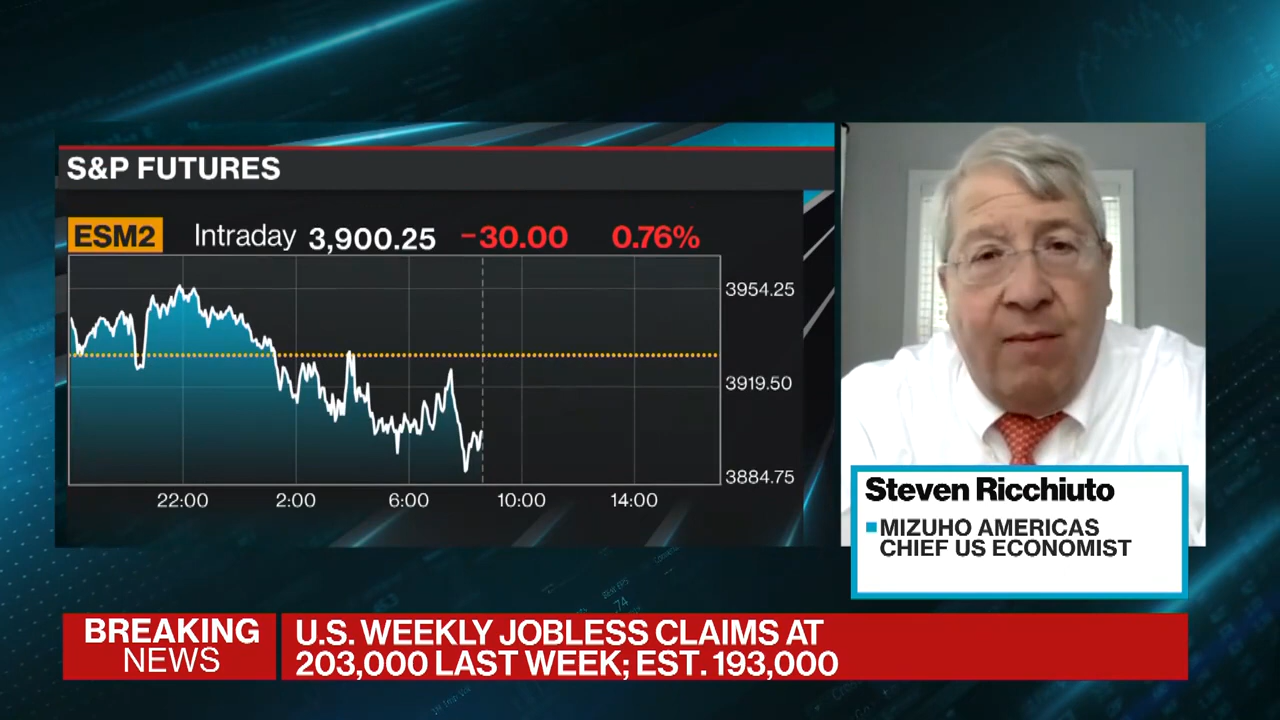 S&P FUTURES
ESM2 Intraday 3,900.25 -30.00 0.76%
3954.25
3919.50
3884.75
22:00 2:00 6:00 10:00 14:00
Steven Ricchiuto
MIZUHO AMERICAS
CHIEF US ECONOMIST
BREAKING
NEWS
U.S. WEEKLY JOBLESS CLAIMS AT
203,000 LAST WEEK; EST. 193,000